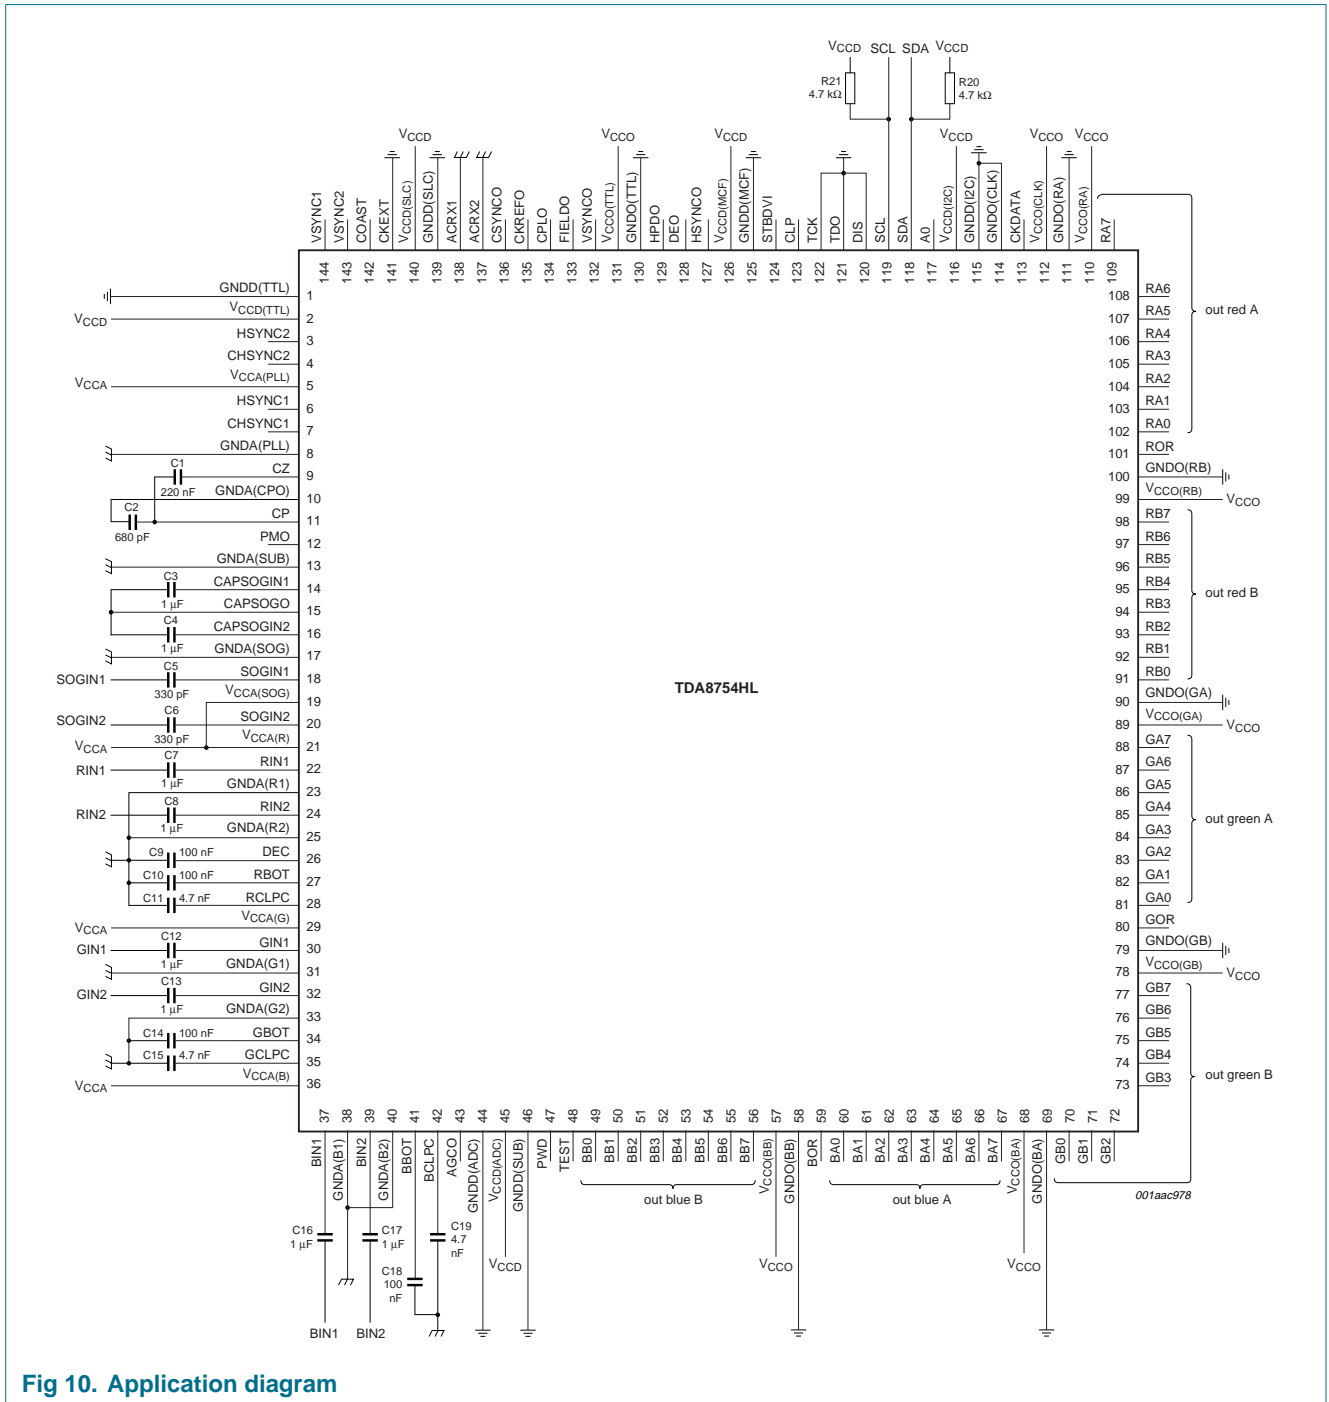 VCCD SCL SDA VCCD
R21 4.7 kΩ
R20 4.7 kΩ
VCCD
VCCO
VCCD
VCCD
VCCO
VCCO
VSYNC1 144
VSYNC2 143
COAST 142
CKEXT 141
VCCD(SLC) 140
GNDD(SLC) 139
ACRX1 138
ACRX2 137
CSYNCO 136
CKREFO 135
CPLO 134
FIELDO 133
VSYNCO 132
VCCO(TTL) 131
GNDO(TTL) 130
HPDO 129
DEO 128
HSYNCO 127
VCCD(MCF) 126
GNDD(MCF) 125
STBDVI 124
CLP 123
TCK 122
TDO 121
DIS 120
SCL 119
SDA 118
A0 117
VCCD(I2C) 116
GNDD(I2C) 115
GNDO(CLK) 114
CKDATA 113
VCCO(CLK) 112
GNDO(RA) 111
VCCO(RA) 110
RA7 109
GNDD(TTL) 1
VCCD VCCD(TTL) 2
HSYNC2 3
CHSYNC2 4
VCCA VCCA(PLL) 5
HSYNC1 6
CHSYNC1 7
GNDA(PLL) 8
C1 220 nF CZ 9
GNDA(CPO) 10
C2 680 pF CP 11
PMO 12
GNDA(SUB) 13
C3 1 μF CAPSOGIN1 14
CAPSOGO 15
C4 1 μF CAPSOGIN2 16
GNDA(SOG) 17
SOGIN1 C5 330 pF SOGIN1 18
VCCA(SOG) 19
SOGIN2 C6 330 pF SOGIN2 20
VCCA VCCA(R) 21
RIN1 C7 1 μF RIN1 22
GNDA(R1) 23
RIN2 C8 1 μF RIN2 24
GNDA(R2) 25
C9 100 nF DEC 26
C10 100 nF RBOT 27
C11 4.7 nF RCLPC 28
VCCA VCCA(G) 29
GIN1 C12 1 μF GIN1 30
GNDA(G1) 31
GIN2 C13 1 μF GIN2 32
GNDA(G2) 33
C14 100 nF GBOT 34
C15 4.7 nF GCLPC 35
VCCA VCCA(B) 36
TDA8754HL
108 RA6
107 RA5
106 RA4
105 RA3
104 RA2
103 RA1
102 RA0
out red A
101 ROR
100 GNDO(RB)
99 VCCO(RB) VCCO
98 RB7
97 RB6
96 RB5
95 RB4
94 RB3
93 RB2
92 RB1
91 RB0
out red B
90 GNDO(GA)
89 VCCO(GA) VCCO
88 GA7
87 GA6
86 GA5
85 GA4
84 GA3
83 GA2
82 GA1
81 GA0
out green A
80 GOR
79 GNDO(GB)
78 VCCO(GB) VCCO
77 GB7
76 GB6
75 GB5
74 GB4
73 GB3
out green B
37 BIN1
38 GNDA(B1)
39 BIN2
40 GNDA(B2)
41 BBOT
42 BCLPC
43 AGCO
44 GNDD(ADC)
45 VCCD(ADC)
46 GNDD(SUB)
47 PWD
48 TEST
49 BB0
50 BB1
51 BB2
52 BB3
53 BB4
54 BB5
55 BB6
56 BB7
57 VCCO(BB)
58 GNDO(BB)
59 BOR
60 BA0
61 BA1
62 BA2
63 BA3
64 BA4
65 BA5
66 BA6
67 BA7
68 VCCO(BA)
69 GNDO(BA)
70 GB0
71 GB1
72 GB2
out blue B
out blue A
001aac978
C16 1 μF
C17 1 μF
C18 100 nF
C19 4.7 nF
VCCD
VCCO
VCCO
BIN1
BIN2
Fig 10. Application diagram